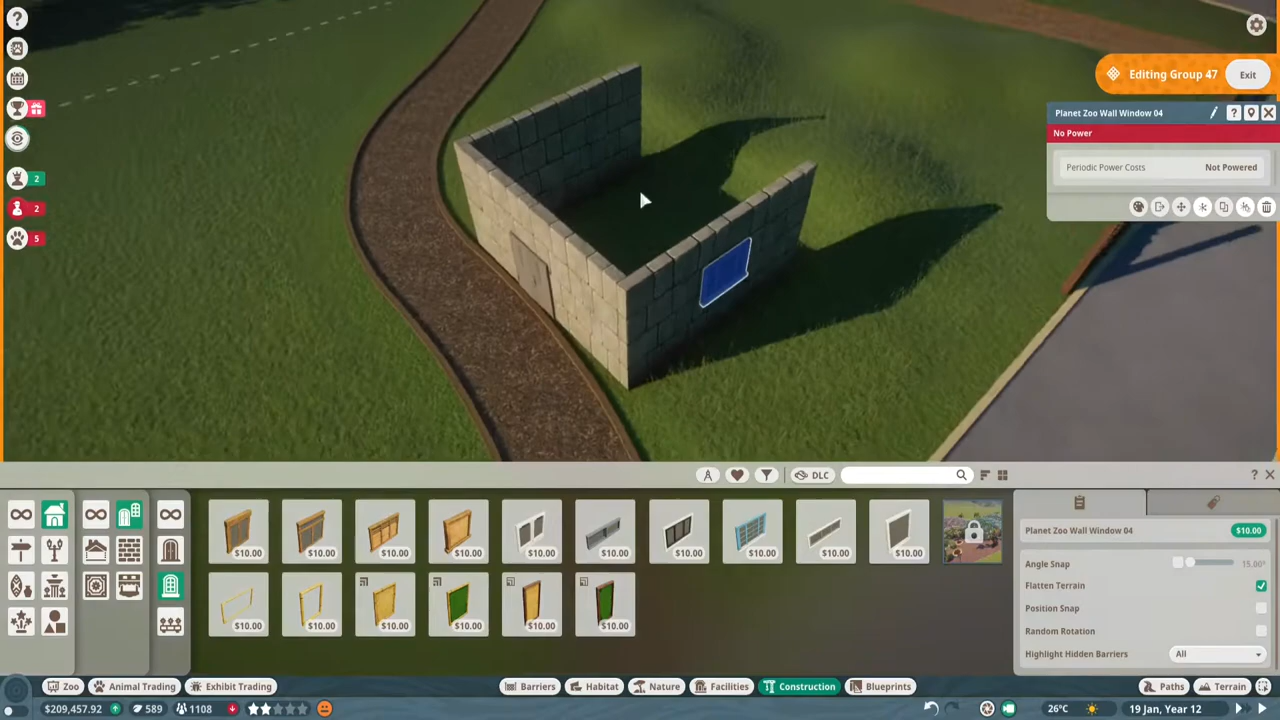 ?
Editing Group 47
Exit
Planet Zoo Wall Window 04
?
No Power
Periodic Power Costs
Not Powered
2
2
5
DLC
?
$10.00 $10.00 $10.00 $10.00 $10.00 $10.00 $10.00 $10.00 $10.00 $10.00
$10.00 $10.00 $10.00 $10.00 $10.00 $10.00
Planet Zoo Wall Window 04
$10.00
Angle Snap
15.00°
Flatten Terrain
Position Snap
Random Rotation
Highlight Hidden Barriers
All
Zoo
Animal Trading
Exhibit Trading
Barriers
Habitat
Nature
Facilities
Construction
Blueprints
Paths
Terrain
$209,457.92
589
1108
26°C
19 Jan, Year 12